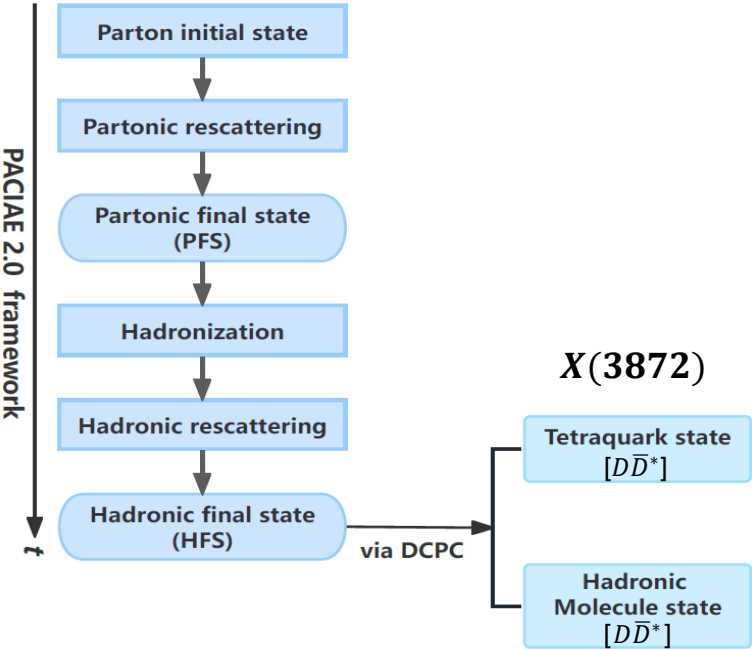 Parton initial state
Partonic rescattering
Partonic final state
(PFS)
Hadronization
Hadronic rescattering
Hadronic final state
(HFS)
PACIAE 2.0 framework
t
via DCPC
X(3872)
Tetraquark state
[DD̅*]
Hadronic
Molecule state
[DD̅*]